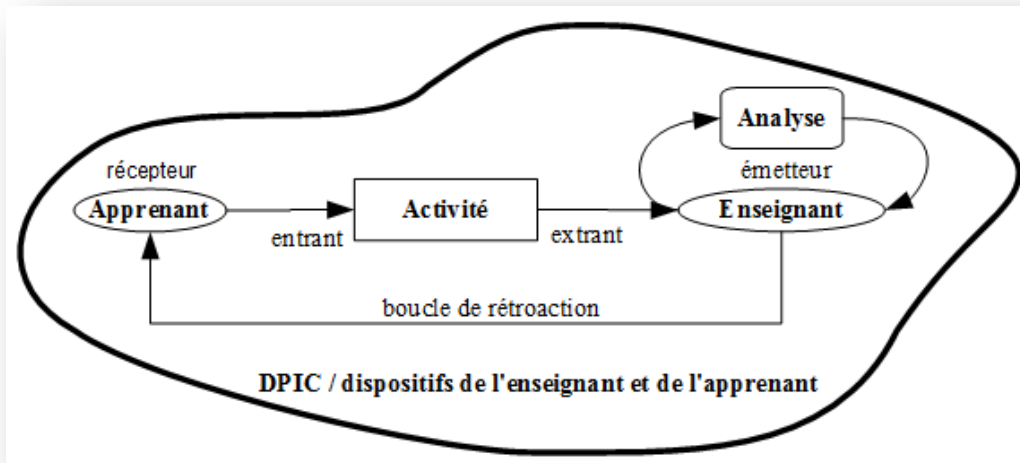 Analyse
récepteur
émetteur
Apprenant
Activité
Enseignant
entrant
extrant
boucle de rétroaction
DPIC / dispositifs de l'enseignant et de l'apprenant